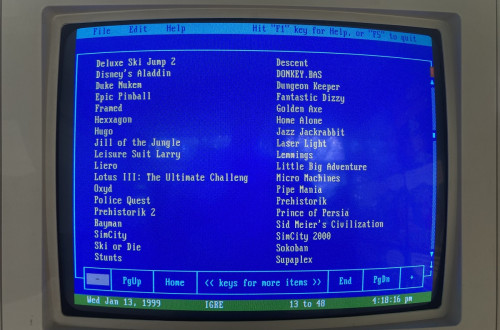 File Edit Help Hit "F1" key for Help, or "F5" to quit
Deluxe Ski Jump 2 Descent
Disney's Aladdin DONKEY.BAS
Duke Nukem Dungeon Keeper
Epic Pinball Fantastic Dizzy
Framed Golden Axe
Hexxagon Home Alone
Hugo Jazz Jackrabbit
Jill of the Jungle Laser Light
Leisure Suit Larry Lemmings
Liero Little Big Adventure
Lotus III: The Ultimate Challeng Micro Machines
Oxyd Pipe Mania
Police Quest Prehistorik
Prehistorik 2 Prince of Persia
Rayman Sid Meier's Civilization
SimCity SimCity 2000
Ski or Die Sokoban
Stunts Supaplex
- PgUp Home << keys for more items >> End PgDn +
Wed Jan 13, 1999 IGRE 13 to 48 4:18:16 pm